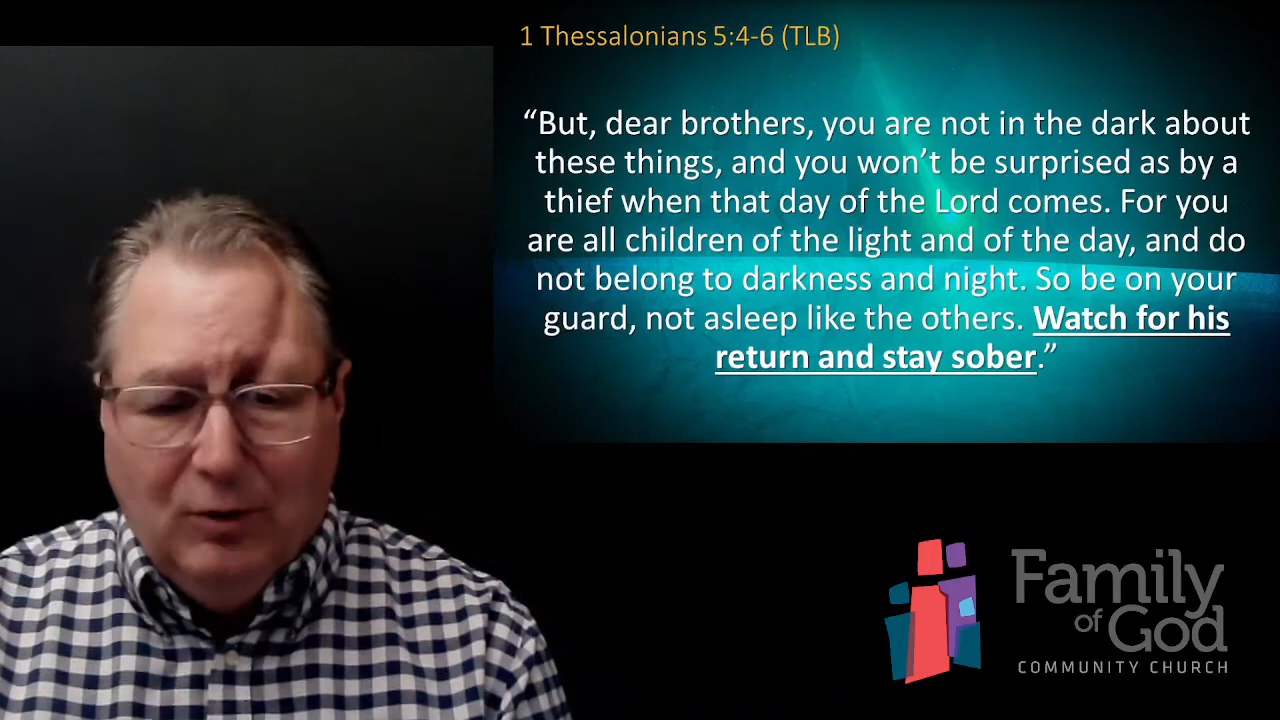 1 Thessalonians 5:4-6 (TLB)
“But, dear brothers, you are not in the dark about
these things, and you won’t be surprised as by a
thief when that day of the Lord comes. For you
are all children of the light and of the day, and do
not belong to darkness and night. So be on your
guard, not asleep like the others. Watch for his
return and stay sober.”
Family
of God
COMMUNITY CHURCH